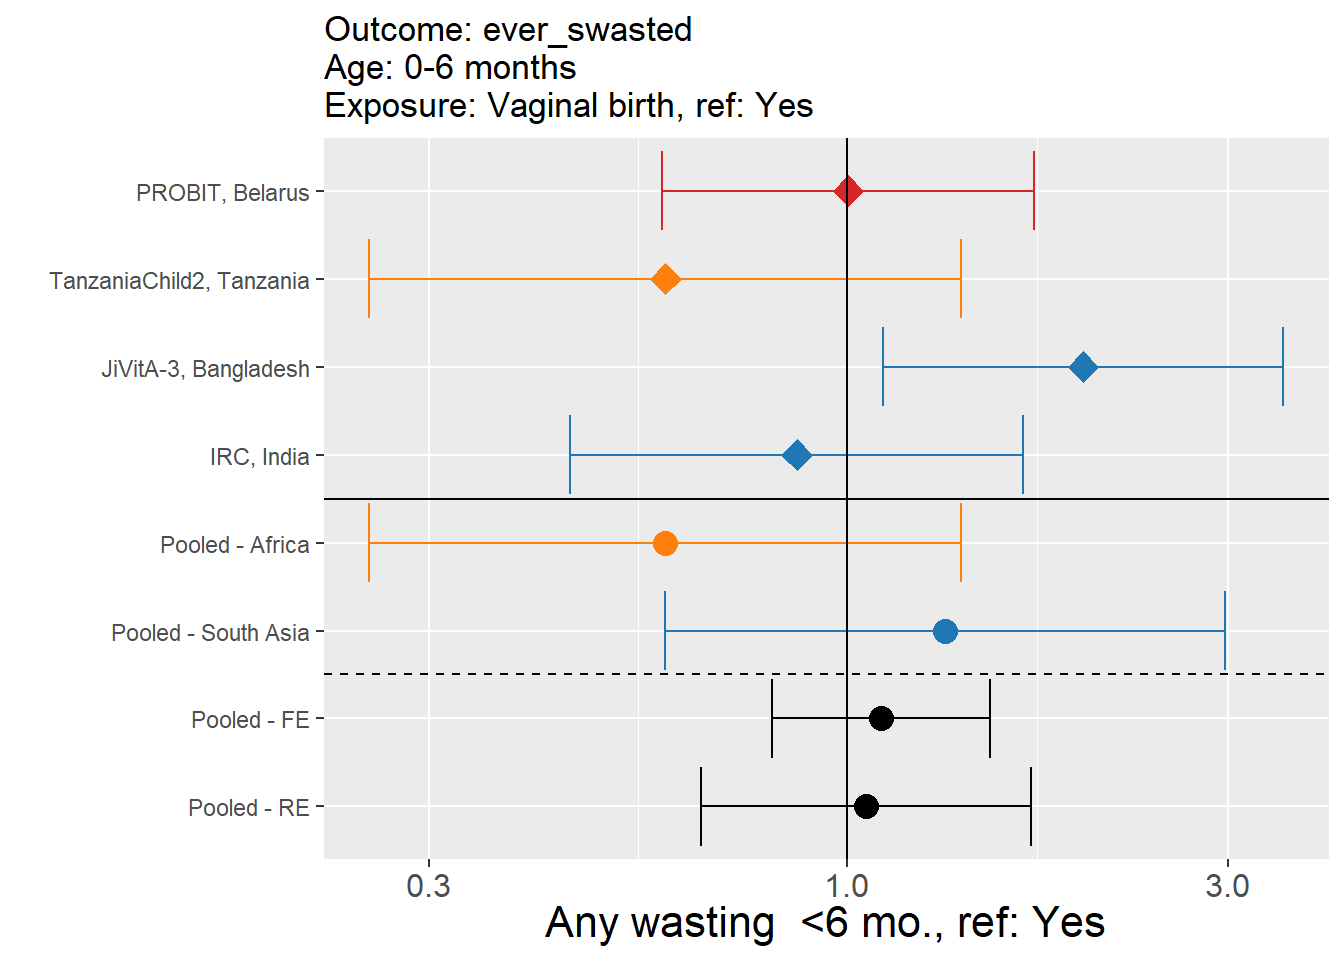 Outcome: ever_swasted
Age: 0-6 months
Exposure: Vaginal birth, ref: Yes
PROBIT, Belarus
TanzaniaChild2, Tanzania
JiVitA-3, Bangladesh
IRC, India
Pooled - Africa
Pooled - South Asia
Pooled - FE
Pooled - RE
0.3 1.0 3.0
Any wasting  <6 mo., ref: Yes